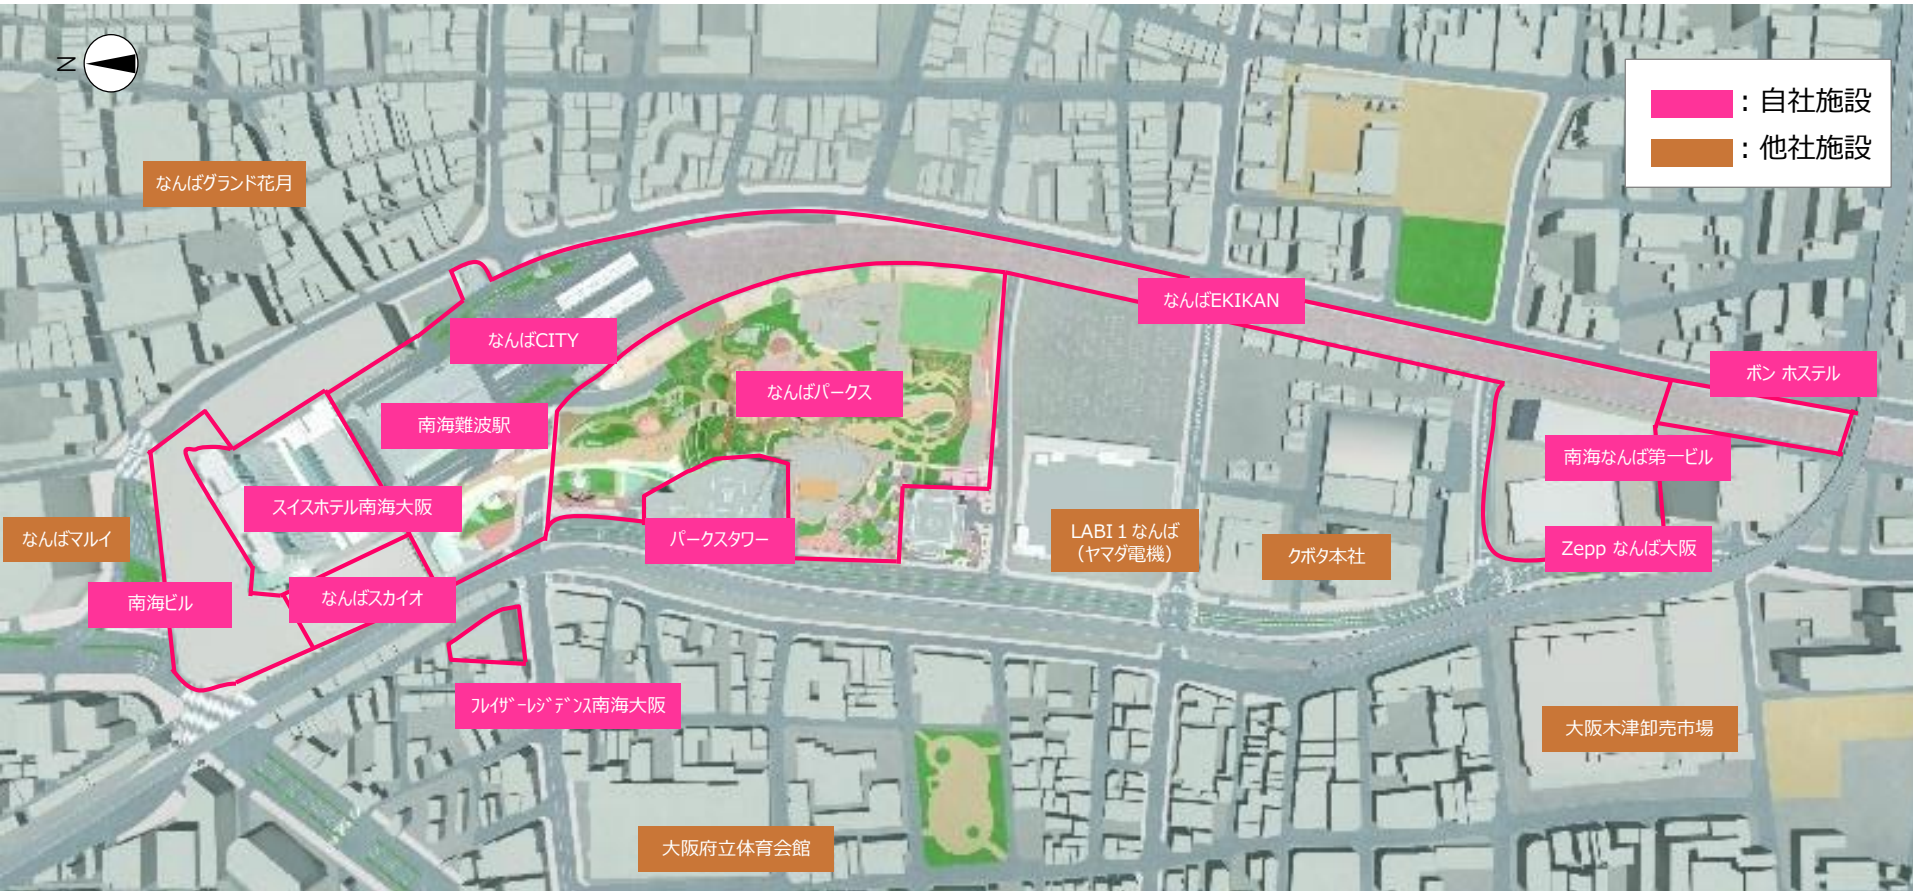 N
：自社施設
：他社施設
なんばグランド花月
なんばEKIKAN
なんばCITY
ボン ホステル
なんばパークス
南海難波駅
南海なんば第一ビル
スイスホテル南海大阪
なんばマルイ
パークスタワー
LABI１なんば
（ヤマダ電機）
クボタ本社
Zepp なんば大阪
南海ビル
なんばスカイオ
ﾌﾚｲｻﾞｰﾚｼﾞﾃﾞﾝｽ南海大阪
大阪木津卸売市場
大阪府立体育会館